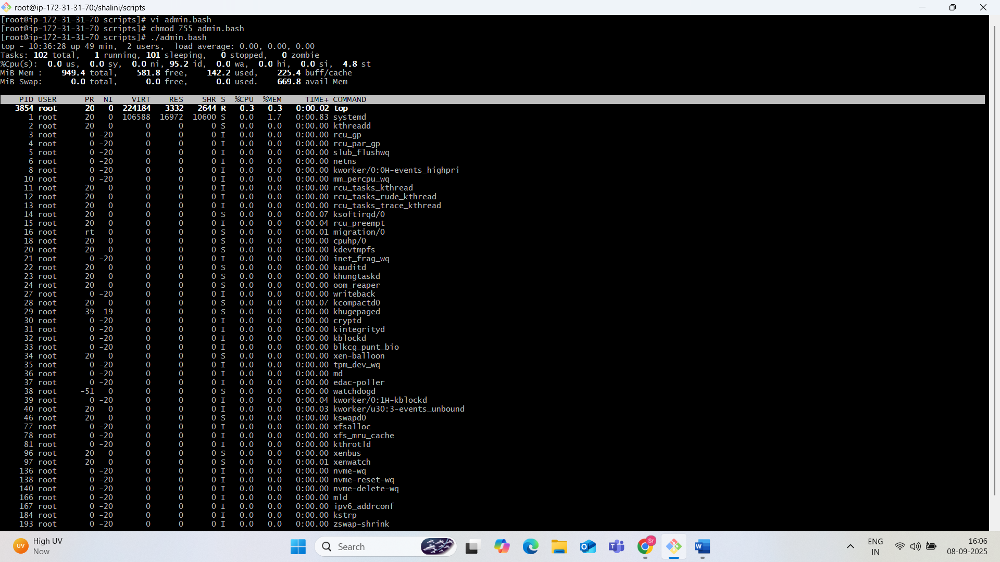 root@ip-172-31-31-70:/shalini/scripts
[root@ip-172-31-31-70 scripts]# vi admin.bash
[root@ip-172-31-31-70 scripts]# chmod 755 admin.bash
[root@ip-172-31-31-70 scripts]# ./admin.bash
top - 10:36:28 up 49 min,  2 users,  load average: 0.00, 0.00, 0.00
Tasks: 102 total,   1 running, 101 sleeping,   0 stopped,   0 zombie
%Cpu(s):  0.0 us,  0.0 sy,  0.0 ni, 95.2 id,  0.0 wa,  0.0 hi,  0.0 si,  4.8 st
MiB Mem :    949.4 total,    581.8 free,    142.2 used,    225.4 buff/cache
MiB Swap:      0.0 total,      0.0 free,      0.0 used.    669.8 avail Mem
PID USER      PR  NI    VIRT    RES    SHR S  %CPU  %MEM     TIME+ COMMAND
3854 root      20   0  224184   3332   2644 R   0.3   0.3   0:00.02 top
1 root      20   0  106588  16972  10600 S   0.0   1.7   0:00.83 systemd
2 root      20   0       0      0      0 S   0.0   0.0   0:00.00 kthreadd
3 root       0 -20       0      0      0 I   0.0   0.0   0:00.00 rcu_gp
4 root       0 -20       0      0      0 I   0.0   0.0   0:00.00 rcu_par_gp
5 root       0 -20       0      0      0 I   0.0   0.0   0:00.00 slub_flushwq
6 root       0 -20       0      0      0 I   0.0   0.0   0:00.00 netns
8 root       0 -20       0      0      0 I   0.0   0.0   0:00.00 kworker/0:0H-events_highpri
10 root       0 -20       0      0      0 I   0.0   0.0   0:00.00 mm_percpu_wq
11 root      20   0       0      0      0 I   0.0   0.0   0:00.00 rcu_tasks_kthread
12 root      20   0       0      0      0 I   0.0   0.0   0:00.00 rcu_tasks_rude_kthread
13 root      20   0       0      0      0 I   0.0   0.0   0:00.00 rcu_tasks_trace_kthread
14 root      20   0       0      0      0 S   0.0   0.0   0:00.07 ksoftirqd/0
15 root      20   0       0      0      0 I   0.0   0.0   0:00.04 rcu_preempt
16 root      rt   0       0      0      0 S   0.0   0.0   0:00.01 migration/0
18 root      20   0       0      0      0 S   0.0   0.0   0:00.00 cpuhp/0
20 root      20   0       0      0      0 S   0.0   0.0   0:00.00 kdevtmpfs
21 root       0 -20       0      0      0 I   0.0   0.0   0:00.00 inet_frag_wq
22 root      20   0       0      0      0 S   0.0   0.0   0:00.00 kauditd
23 root      20   0       0      0      0 S   0.0   0.0   0:00.00 khungtaskd
24 root      20   0       0      0      0 S   0.0   0.0   0:00.00 oom_reaper
27 root       0 -20       0      0      0 I   0.0   0.0   0:00.00 writeback
28 root      20   0       0      0      0 S   0.0   0.0   0:00.07 kcompactd0
29 root      39  19       0      0      0 S   0.0   0.0   0:00.00 khugepaged
30 root       0 -20       0      0      0 I   0.0   0.0   0:00.00 cryptd
31 root       0 -20       0      0      0 I   0.0   0.0   0:00.00 kintegrityd
32 root       0 -20       0      0      0 I   0.0   0.0   0:00.00 kblockd
33 root       0 -20       0      0      0 I   0.0   0.0   0:00.00 blkcg_punt_bio
34 root      20   0       0      0      0 S   0.0   0.0   0:00.00 xen-balloon
35 root       0 -20       0      0      0 I   0.0   0.0   0:00.00 tpm_dev_wq
36 root       0 -20       0      0      0 I   0.0   0.0   0:00.00 md
37 root       0 -20       0      0      0 I   0.0   0.0   0:00.00 edac-poller
38 root     -51   0       0      0      0 S   0.0   0.0   0:00.00 watchdogd
39 root       0 -20       0      0      0 I   0.0   0.0   0:00.04 kworker/0:1H-kblockd
40 root      20   0       0      0      0 I   0.0   0.0   0:00.03 kworker/u30:3-events_unbound
46 root      20   0       0      0      0 S   0.0   0.0   0:00.00 kswapd0
77 root       0 -20       0      0      0 I   0.0   0.0   0:00.00 xfsalloc
78 root       0 -20       0      0      0 I   0.0   0.0   0:00.00 xfs_mru_cache
81 root       0 -20       0      0      0 I   0.0   0.0   0:00.00 kthrotld
96 root      20   0       0      0      0 S   0.0   0.0   0:00.00 xenbus
97 root      20   0       0      0      0 S   0.0   0.0   0:00.01 xenwatch
136 root       0 -20       0      0      0 I   0.0   0.0   0:00.00 nvme-wq
138 root       0 -20       0      0      0 I   0.0   0.0   0:00.00 nvme-reset-wq
140 root       0 -20       0      0      0 I   0.0   0.0   0:00.00 nvme-delete-wq
166 root       0 -20       0      0      0 I   0.0   0.0   0:00.00 mld
167 root       0 -20       0      0      0 I   0.0   0.0   0:00.00 ipv6_addrconf
184 root       0 -20       0      0      0 I   0.0   0.0   0:00.00 kstrp
193 root       0 -20       0      0      0 I   0.0   0.0   0:00.00 zswap-shrink
UV
High UV
Now
Search
Sr
ENG
IN
16:06
08-09-2025